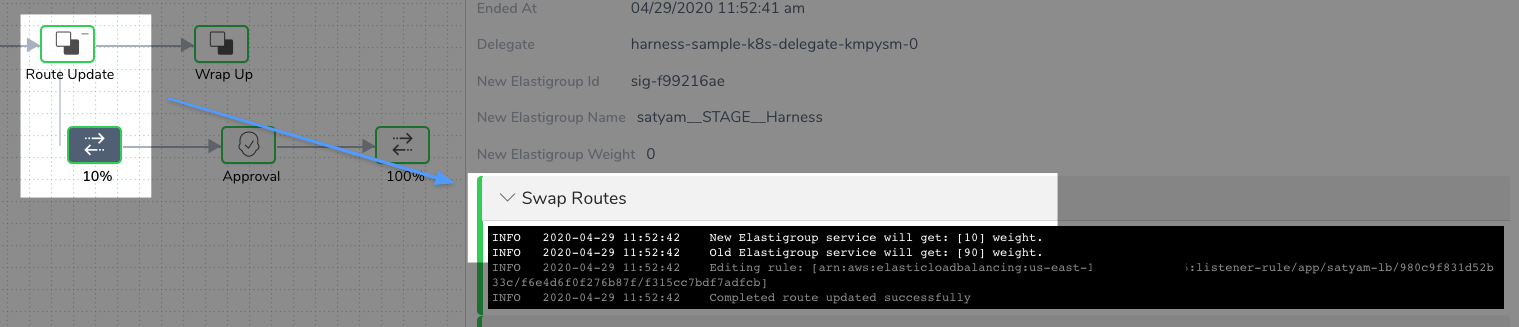 Route Update
Wrap Up
10%
Approval
100%
Ended At 04/29/2020 11:52:41 am
Delegate harness-sample-k8s-delegate-kmpysm-0
New Elastigroup Id sig-f99216ae
New Elastigroup Name satyam__STAGE__Harness
New Elastigroup Weight 0
Swap Routes
INFO 2020-04-29 11:52:42 New Elastigroup service will get: [10] weight.
INFO 2020-04-29 11:52:42 Old Elastigroup service will get: [90] weight.
INFO 2020-04-29 11:52:42 Editing rule: [arn:aws:elasticloadbalancing:us-east-1 :listener-rule/app/satyam-lb/980c9f831d52b
33c/f6e4d6f0f276b87f/f315cc7bdf7adfcb]
INFO 2020-04-29 11:52:42 Completed route updated successfully